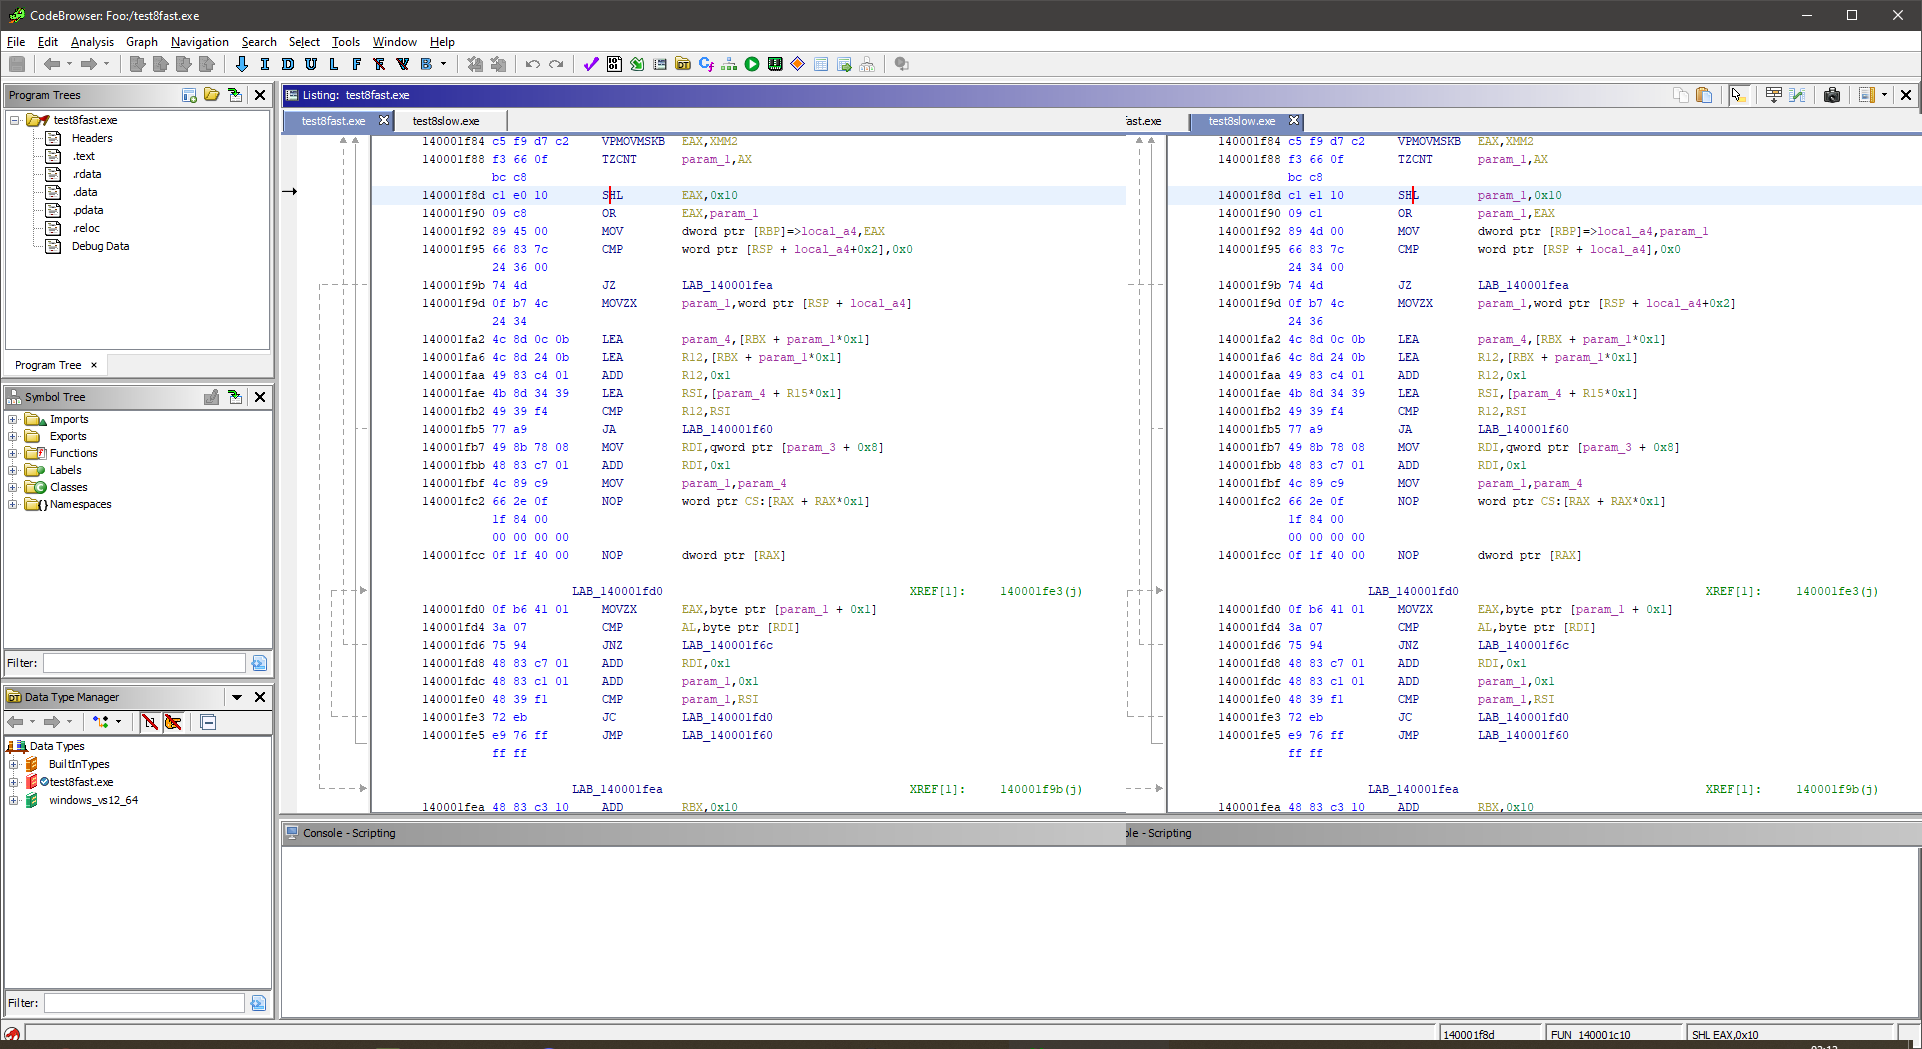 CodeBrowser: Foo:/test8fast.exe
File Edit Analysis Graph Navigation Search Select Tools Window Help
I D U L F B
Program Trees
test8fast.exe
Headers
.text
.rdata
.data
.pdata
.reloc
Debug Data
Program Tree ×
Symbol Tree
Imports
Exports
Functions
Labels
Classes
Namespaces
Filter:
Data Type Manager
Data Types
BuiltInTypes
test8fast.exe
windows_vs12_64
Filter:
Listing: test8fast.exe
test8fast.exe test8slow.exe
140001f84 c5 f9 d7 c2 VPMOVMSKB EAX,XMM2
140001f88 f3 66 0f TZCNT param_1,AX
bc c8
140001f8d c1 e0 10 SHL EAX,0x10
140001f90 09 c8 OR EAX,param_1
140001f92 89 45 00 MOV dword ptr [RBP]=>local_a4,EAX
140001f95 66 83 7c CMP word ptr [RSP + local_a4+0x2],0x0
24 36 00
140001f9b 74 4d JZ LAB_140001fea
140001f9d 0f b7 4c MOVZX param_1,word ptr [RSP + local_a4]
24 34
140001fa2 4c 8d 0c 0b LEA param_4,[RBX + param_1*0x1]
140001fa6 4c 8d 24 0b LEA R12,[RBX + param_1*0x1]
140001faa 49 83 c4 01 ADD R12,0x1
140001fae 4b 8d 34 39 LEA RSI,[param_4 + R15*0x1]
140001fb2 49 39 f4 CMP R12,RSI
140001fb5 77 a9 JA LAB_140001f60
140001fb7 49 8b 78 08 MOV RDI,qword ptr [param_3 + 0x8]
140001fbb 48 83 c7 01 ADD RDI,0x1
140001fbf 4c 89 c9 MOV param_1,param_4
140001fc2 66 2e 0f NOP word ptr CS:[RAX + RAX*0x1]
1f 84 00
00 00 00 00
140001fcc 0f 1f 40 00 NOP dword ptr [RAX]
LAB_140001fd0 XREF[1]: 140001fe3(j)
140001fd0 0f b6 41 01 MOVZX EAX,byte ptr [param_1 + 0x1]
140001fd4 3a 07 CMP AL,byte ptr [RDI]
140001fd6 75 94 JNZ LAB_140001f6c
140001fd8 48 83 c7 01 ADD RDI,0x1
140001fdc 48 83 c1 01 ADD param_1,0x1
140001fe0 48 39 f1 CMP param_1,RSI
140001fe3 72 eb JC LAB_140001fd0
140001fe5 e9 76 ff JMP LAB_140001f60
ff ff
LAB_140001fea XREF[1]: 140001f9b(j)
140001fea 48 83 c3 10 ADD RBX,0x10
ast.exe test8slow.exe
140001f84 c5 f9 d7 c2 VPMOVMSKB EAX,XMM2
140001f88 f3 66 0f TZCNT param_1,AX
bc c8
140001f8d c1 e1 10 SHL param_1,0x10
140001f90 09 c1 OR param_1,EAX
140001f92 89 4d 00 MOV dword ptr [RBP]=>local_a4,param_1
140001f95 66 83 7c CMP word ptr [RSP + local_a4],0x0
24 34 00
140001f9b 74 4d JZ LAB_140001fea
140001f9d 0f b7 4c MOVZX param_1,word ptr [RSP + local_a4+0x2]
24 36
140001fa2 4c 8d 0c 0b LEA param_4,[RBX + param_1*0x1]
140001fa6 4c 8d 24 0b LEA R12,[RBX + param_1*0x1]
140001faa 49 83 c4 01 ADD R12,0x1
140001fae 4b 8d 34 39 LEA RSI,[param_4 + R15*0x1]
140001fb2 49 39 f4 CMP R12,RSI
140001fb5 77 a9 JA LAB_140001f60
140001fb7 49 8b 78 08 MOV RDI,qword ptr [param_3 + 0x8]
140001fbb 48 83 c7 01 ADD RDI,0x1
140001fbf 4c 89 c9 MOV param_1,param_4
140001fc2 66 2e 0f NOP word ptr CS:[RAX + RAX*0x1]
1f 84 00
00 00 00 00
140001fcc 0f 1f 40 00 NOP dword ptr [RAX]
LAB_140001fd0 XREF[1]: 140001fe3(j)
140001fd0 0f b6 41 01 MOVZX EAX,byte ptr [param_1 + 0x1]
140001fd4 3a 07 CMP AL,byte ptr [RDI]
140001fd6 75 94 JNZ LAB_140001f6c
140001fd8 48 83 c7 01 ADD RDI,0x1
140001fdc 48 83 c1 01 ADD param_1,0x1
140001fe0 48 39 f1 CMP param_1,RSI
140001fe3 72 eb JC LAB_140001fd0
140001fe5 e9 76 ff JMP LAB_140001f60
ff ff
LAB_140001fea XREF[1]: 140001f9b(j)
140001fea 48 83 c3 10 ADD RBX,0x10
Console - Scripting
ole - Scripting
140001f8d FUN_140001c10 SHL EAX,0x10